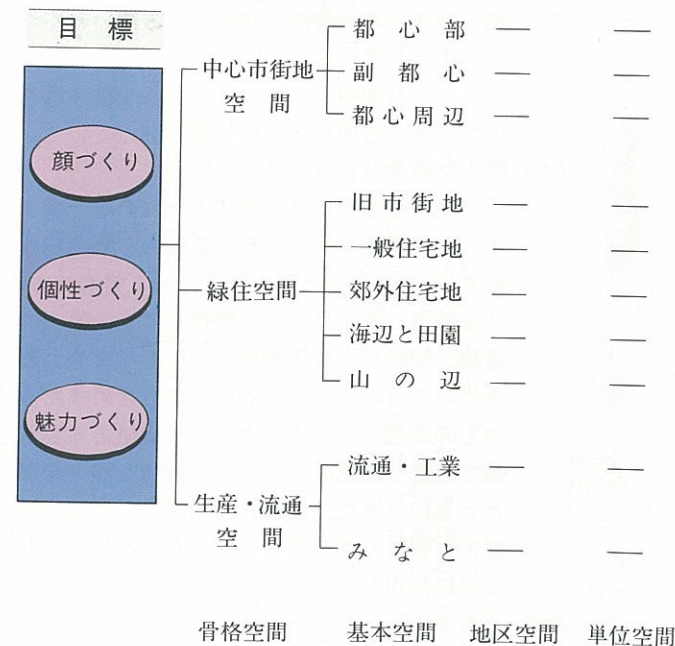 目標
顔づくり
個性づくり
魅力づくり
中心市街地
空間
都心部
副都心
都心周辺
緑住空間
旧市街地
一般住宅地
郊外住宅地
海辺と田園
山の辺
生産・流通
空間
流通・工業
みなと
骨格空間 基本空間 地区空間 単位空間